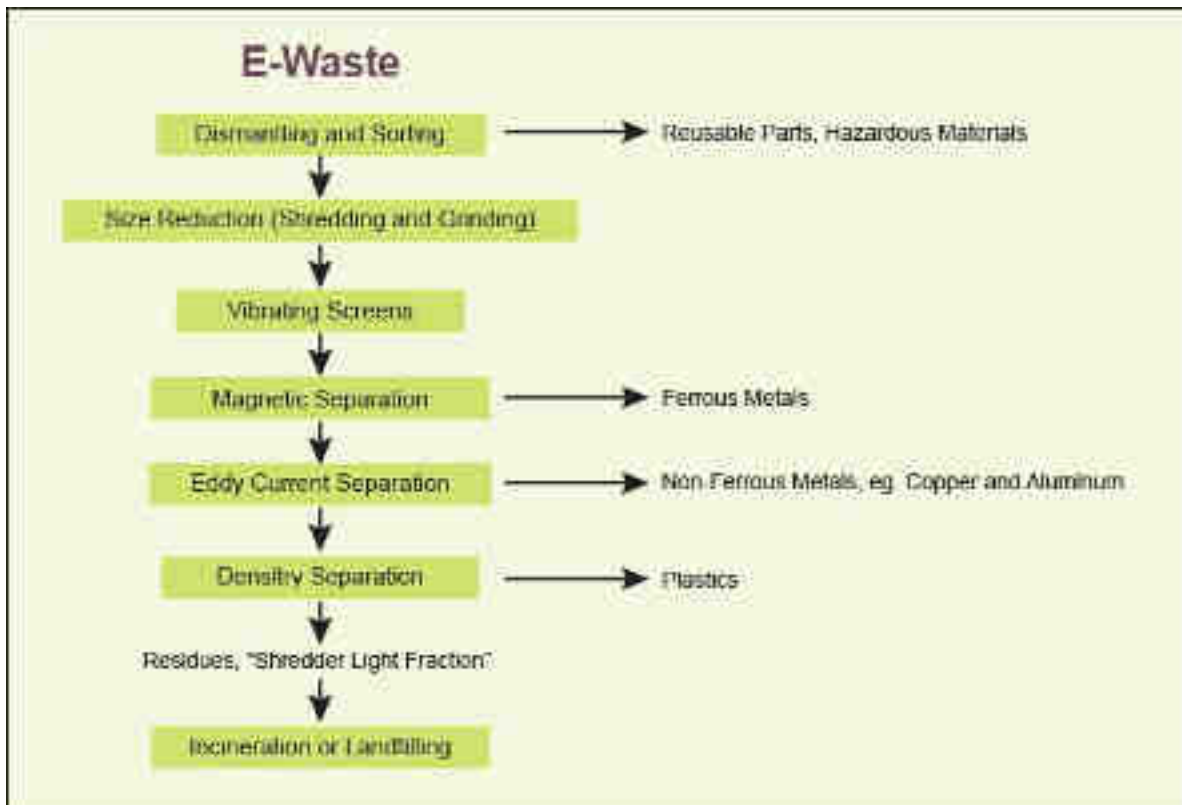 E-Waste
Dismantling and Sorting
Reusable Parts, Hazardous Materials
Size Reduction (Shredding and Grinding)
Vibrating Screens
Magnetic Separation
Ferrous Metals
Eddy Current Separation
Non-Ferrous Metals, eg. Copper and Aluminum
Density Separation
Plastics
Residues, "Shredder Light Fraction"
Incineration or Landfilling